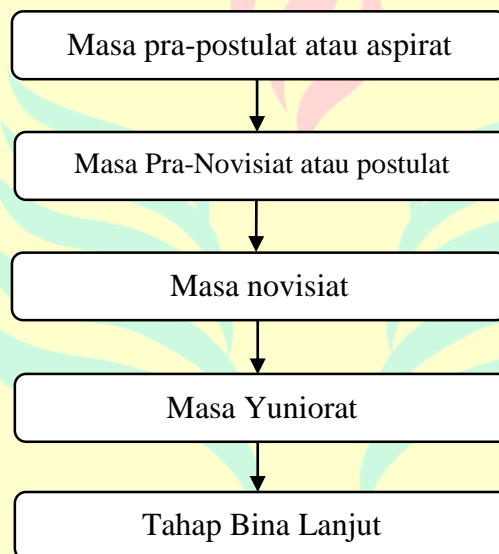 Masa pra-postulat atau aspirat
Masa Pra-Novisiat atau postulat
Masa novisiat
Masa Yuniorat
Tahap Bina Lanjut